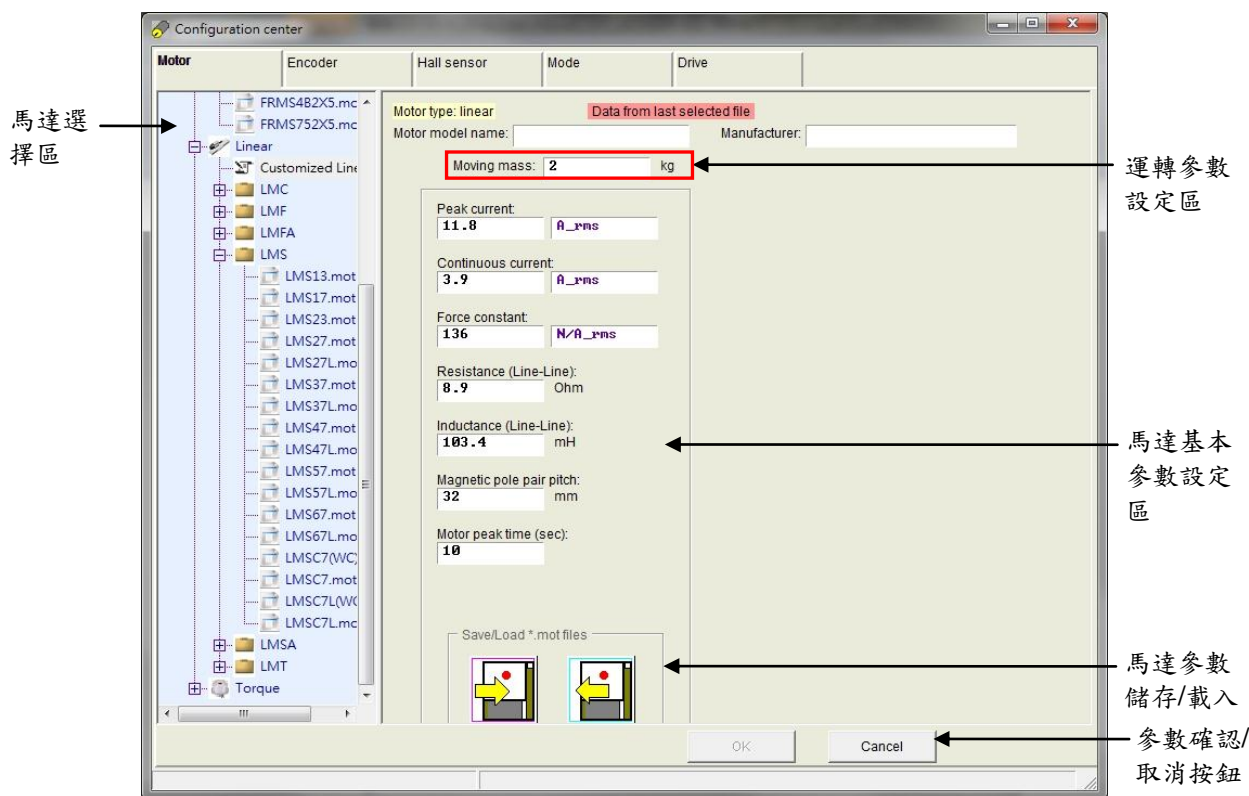 Configuration center
Motor
Encoder
Hall sensor
Mode
Drive
馬達選
擇區
FRMS4B2X5.mc
FRMS752X5.mc
Linear
Customized Line
LMC
LMF
LMFA
LMS
LMS13.mot
LMS17.mot
LMS23.mot
LMS27.mot
LMS27L.mo
LMS37.mot
LMS37L.mo
LMS47.mot
LMS47L.mo
LMS57.mot
LMS57L.mo
LMS67.mot
LMS67L.mo
LMSC7(WC)
LMSC7.mot
LMSC7L(WC
LMSC7L.mc
LMSA
LMT
Torque
Motor type: linear
Data from last selected file
Motor model name:
Manufacturer:
Moving mass: 2 kg
運轉參數
設定區
Peak current:
11.8 A_rms
Continuous current:
3.9 A_rms
Force constant:
136 N/A_rms
Resistance (Line-Line):
8.9 Ohm
Inductance (Line-Line):
103.4 mH
Magnetic pole pair pitch:
32 mm
Motor peak time (sec):
10
馬達基本
參數設定
區
Save/Load *.mot files
馬達參數
儲存/載入
OK
Cancel
參數確認/
取消按鈕